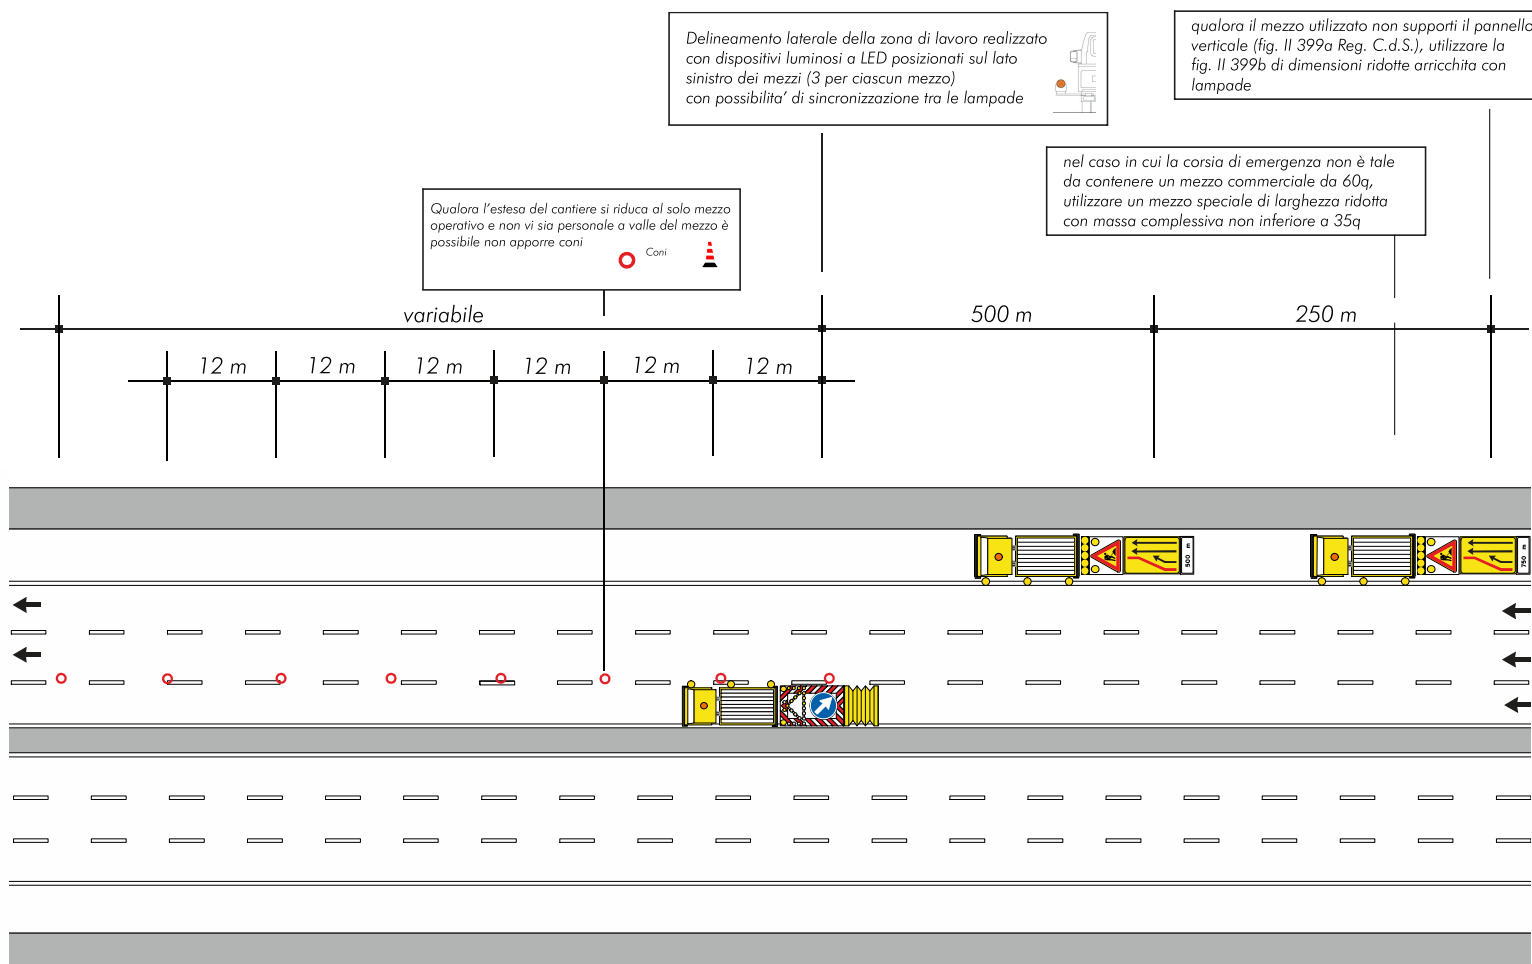 Delineamento laterale della zona di lavoro realizzato
con dispositivi luminosi a LED posizionati sul lato
sinistro dei mezzi (3 per ciascun mezzo)
con possibilita’ di sincronizzazione tra le lampade
qualora il mezzo utilizzato non supporti il pannello
verticale (fig. II 399a Reg. C.d.S.), utilizzare la
fig. II 399b di dimensioni ridotte arricchita con
lampade
nel caso in cui la corsia di emergenza non è tale
da contenere un mezzo commerciale da 60q,
utilizzare un mezzo speciale di larghezza ridotta
con massa complessiva non inferiore a 35q
Qualora l’estesa del cantiere si riduca al solo mezzo
operativo e non vi sia personale a valle del mezzo è
possibile non apporre coni
Coni
variabile
500 m
250 m
12 m
12 m
12 m
12 m
12 m
12 m
500 m
750 m